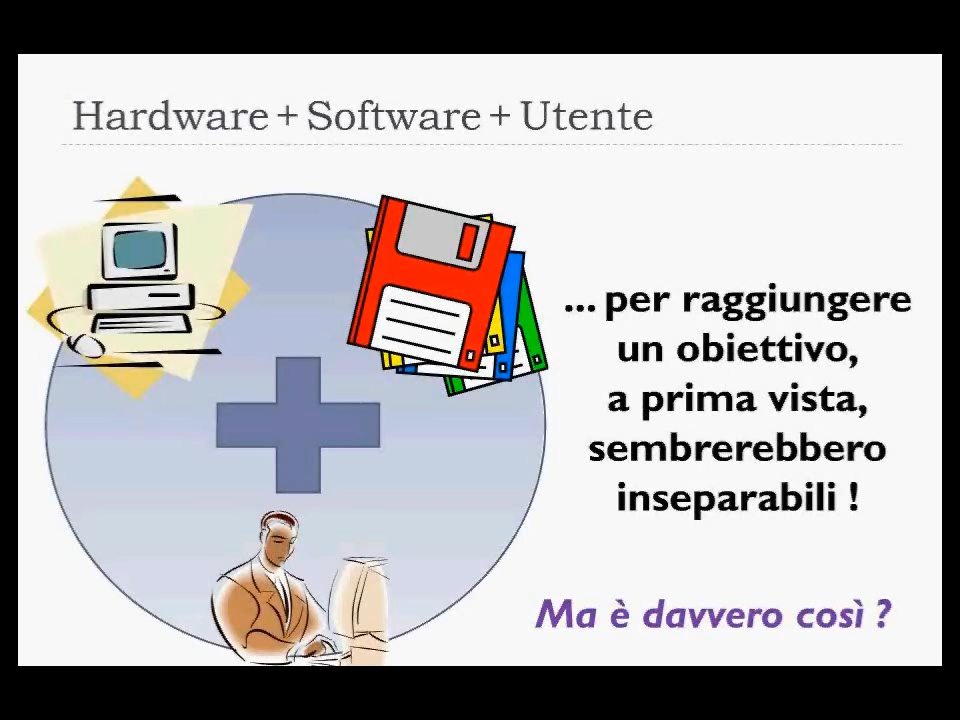 Hardware + Software + Utente
... per raggiungere
un obiettivo,
a prima vista,
sembrerebbero
inseparabili !
Ma è davvero così ?